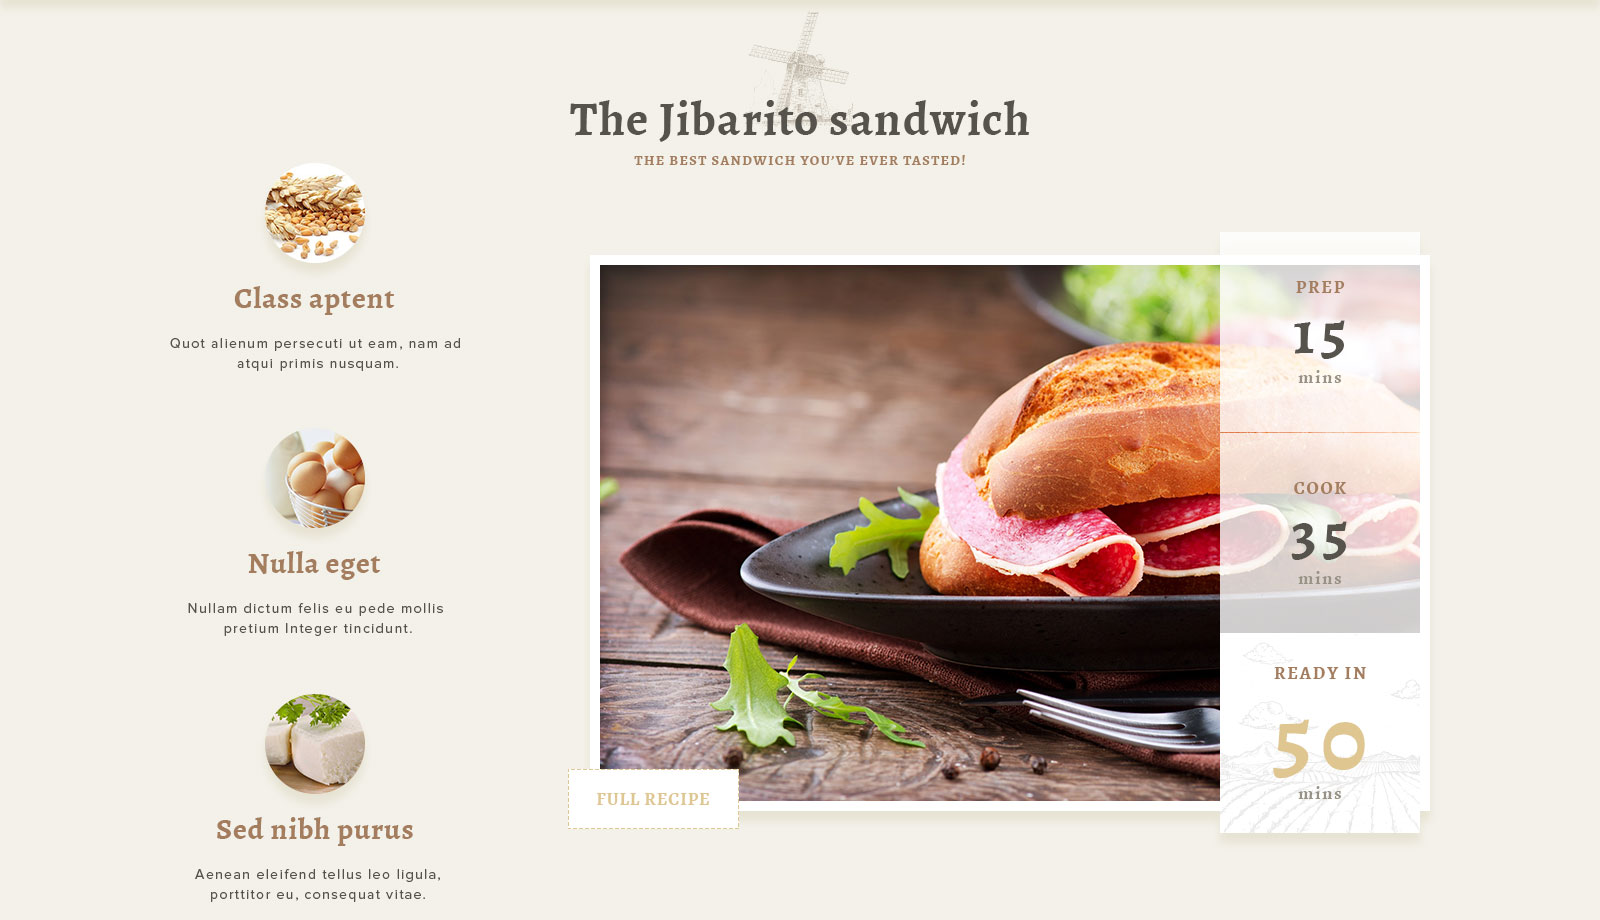 The Jibarito sandwich
THE BEST SANDWICH YOU'VE EVER TASTED!
Class aptent
Quot alienum persecuti ut eam, nam ad
atqui primis nusquam.
Nulla eget
Nullam dictum felis eu pede mollis
pretium Integer tincidunt.
Sed nibh purus
Aenean eleifend tellus leo ligula,
porttitor eu, consequat vitae.
PREP
15
mins
COOK
35
mins
READY IN
50
mins
FULL RECIPE